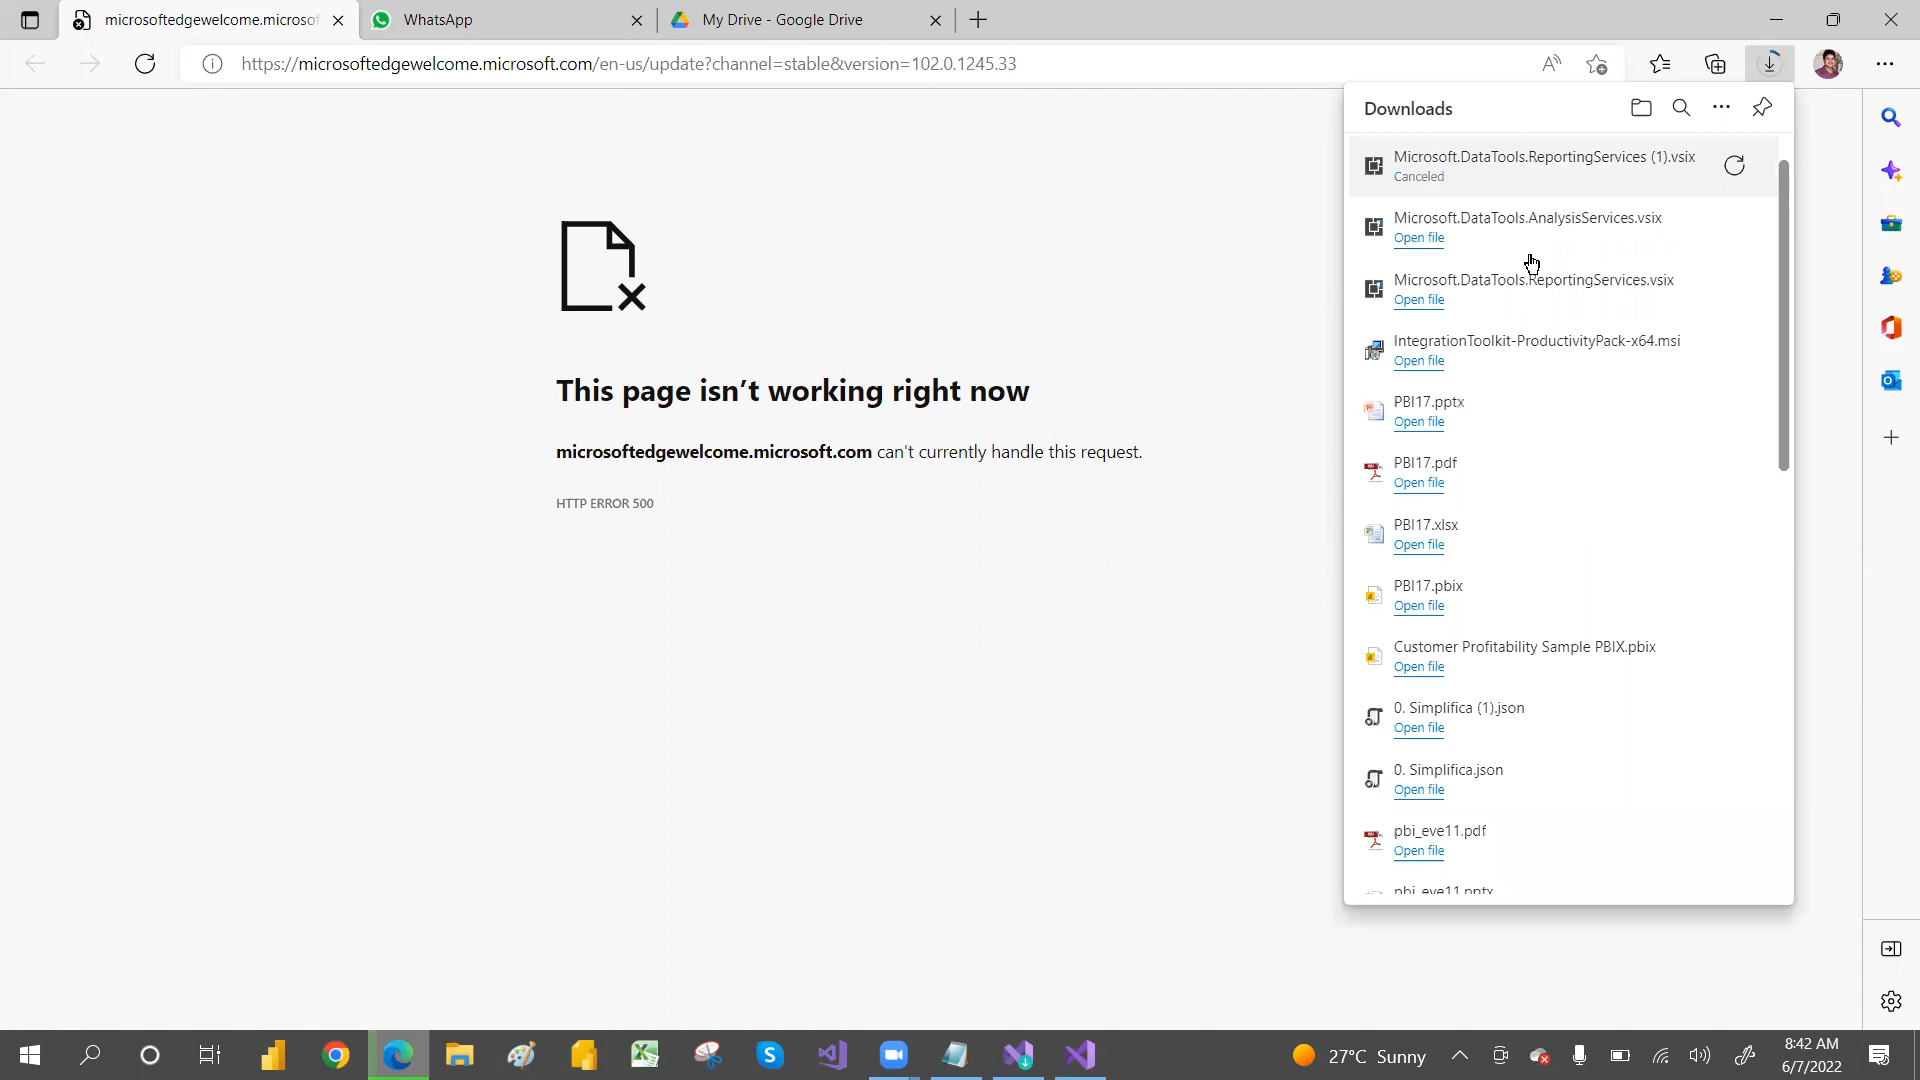 microsoftedgewelcome.microsof
WhatsApp
My Drive - Google Drive
https://microsoftedgewelcome.microsoft.com/en-us/update?channel=stable&version=102.0.1245.33
Downloads
Microsoft.DataTools.ReportingServices (1).vsix
Canceled
Microsoft.DataTools.AnalysisServices.vsix
Open file
Microsoft.DataTools.ReportingServices.vsix
Open file
IntegrationToolkit-ProductivityPack-x64.msi
Open file
PBI17.pptx
Open file
PBI17.pdf
Open file
PBI17.xlsx
Open file
PBI17.pbix
Open file
Customer Profitability Sample PBIX.pbix
Open file
0. Simplifica (1).json
Open file
0. Simplifica.json
Open file
pbi_eve11.pdf
Open file
pbi_eve11.pptx
This page isn’t working right now
microsoftedgewelcome.microsoft.com can't currently handle this request.
HTTP ERROR 500
27°C Sunny
8:42 AM
6/7/2022